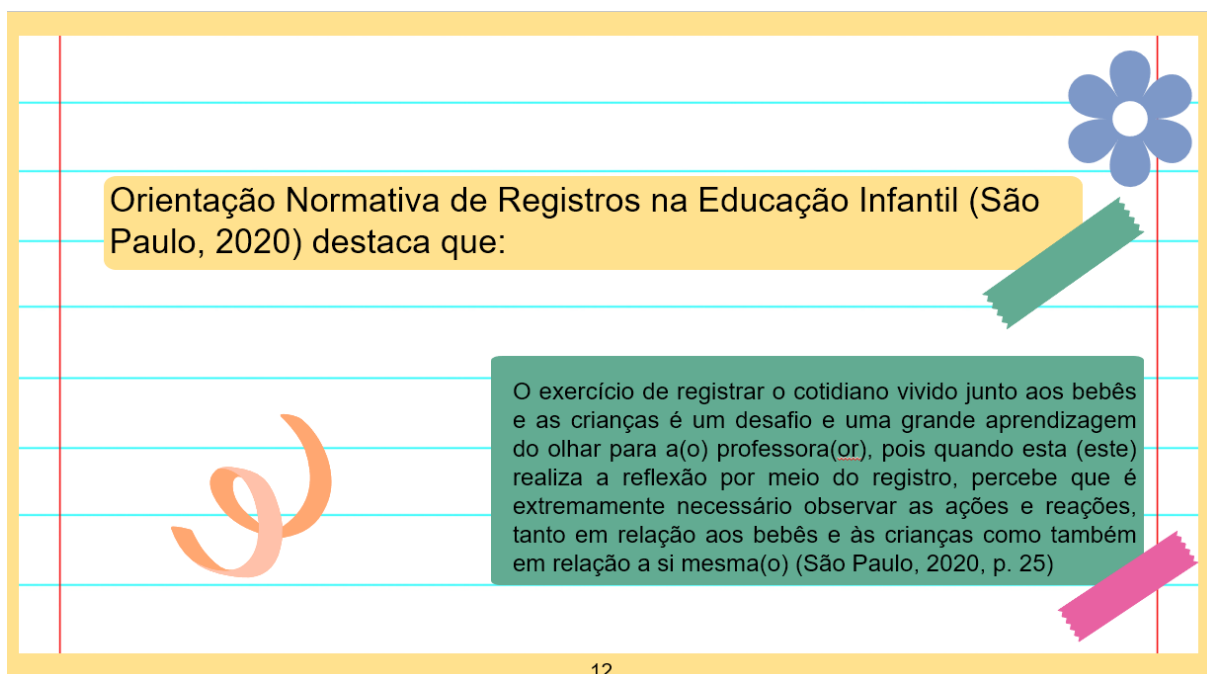 Orientação Normativa de Registros na Educação Infantil (São
Paulo, 2020) destaca que:
O exercício de registrar o cotidiano vivido junto aos bebês
e as crianças é um desafio e uma grande aprendizagem
do olhar para a(o) professora(or), pois quando esta (este)
realiza a reflexão por meio do registro, percebe que é
extremamente necessário observar as ações e reações,
tanto em relação aos bebês e às crianças como também
em relação a si mesma(o) (São Paulo, 2020, p. 25)
12